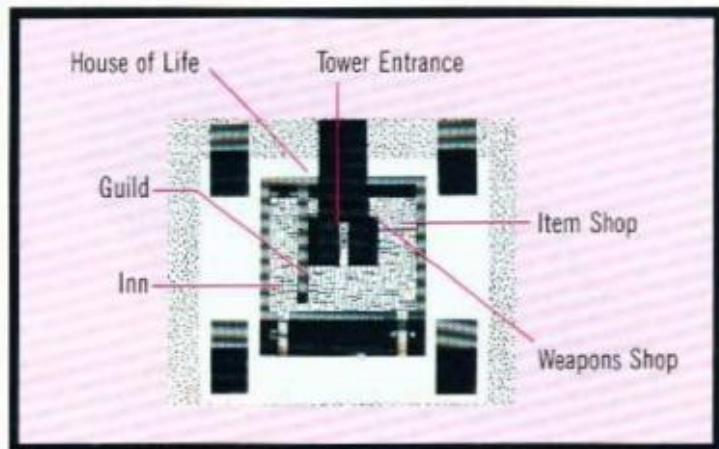 House of Life
Tower Entrance
Guild
Item Shop
Inn
Weapons Shop